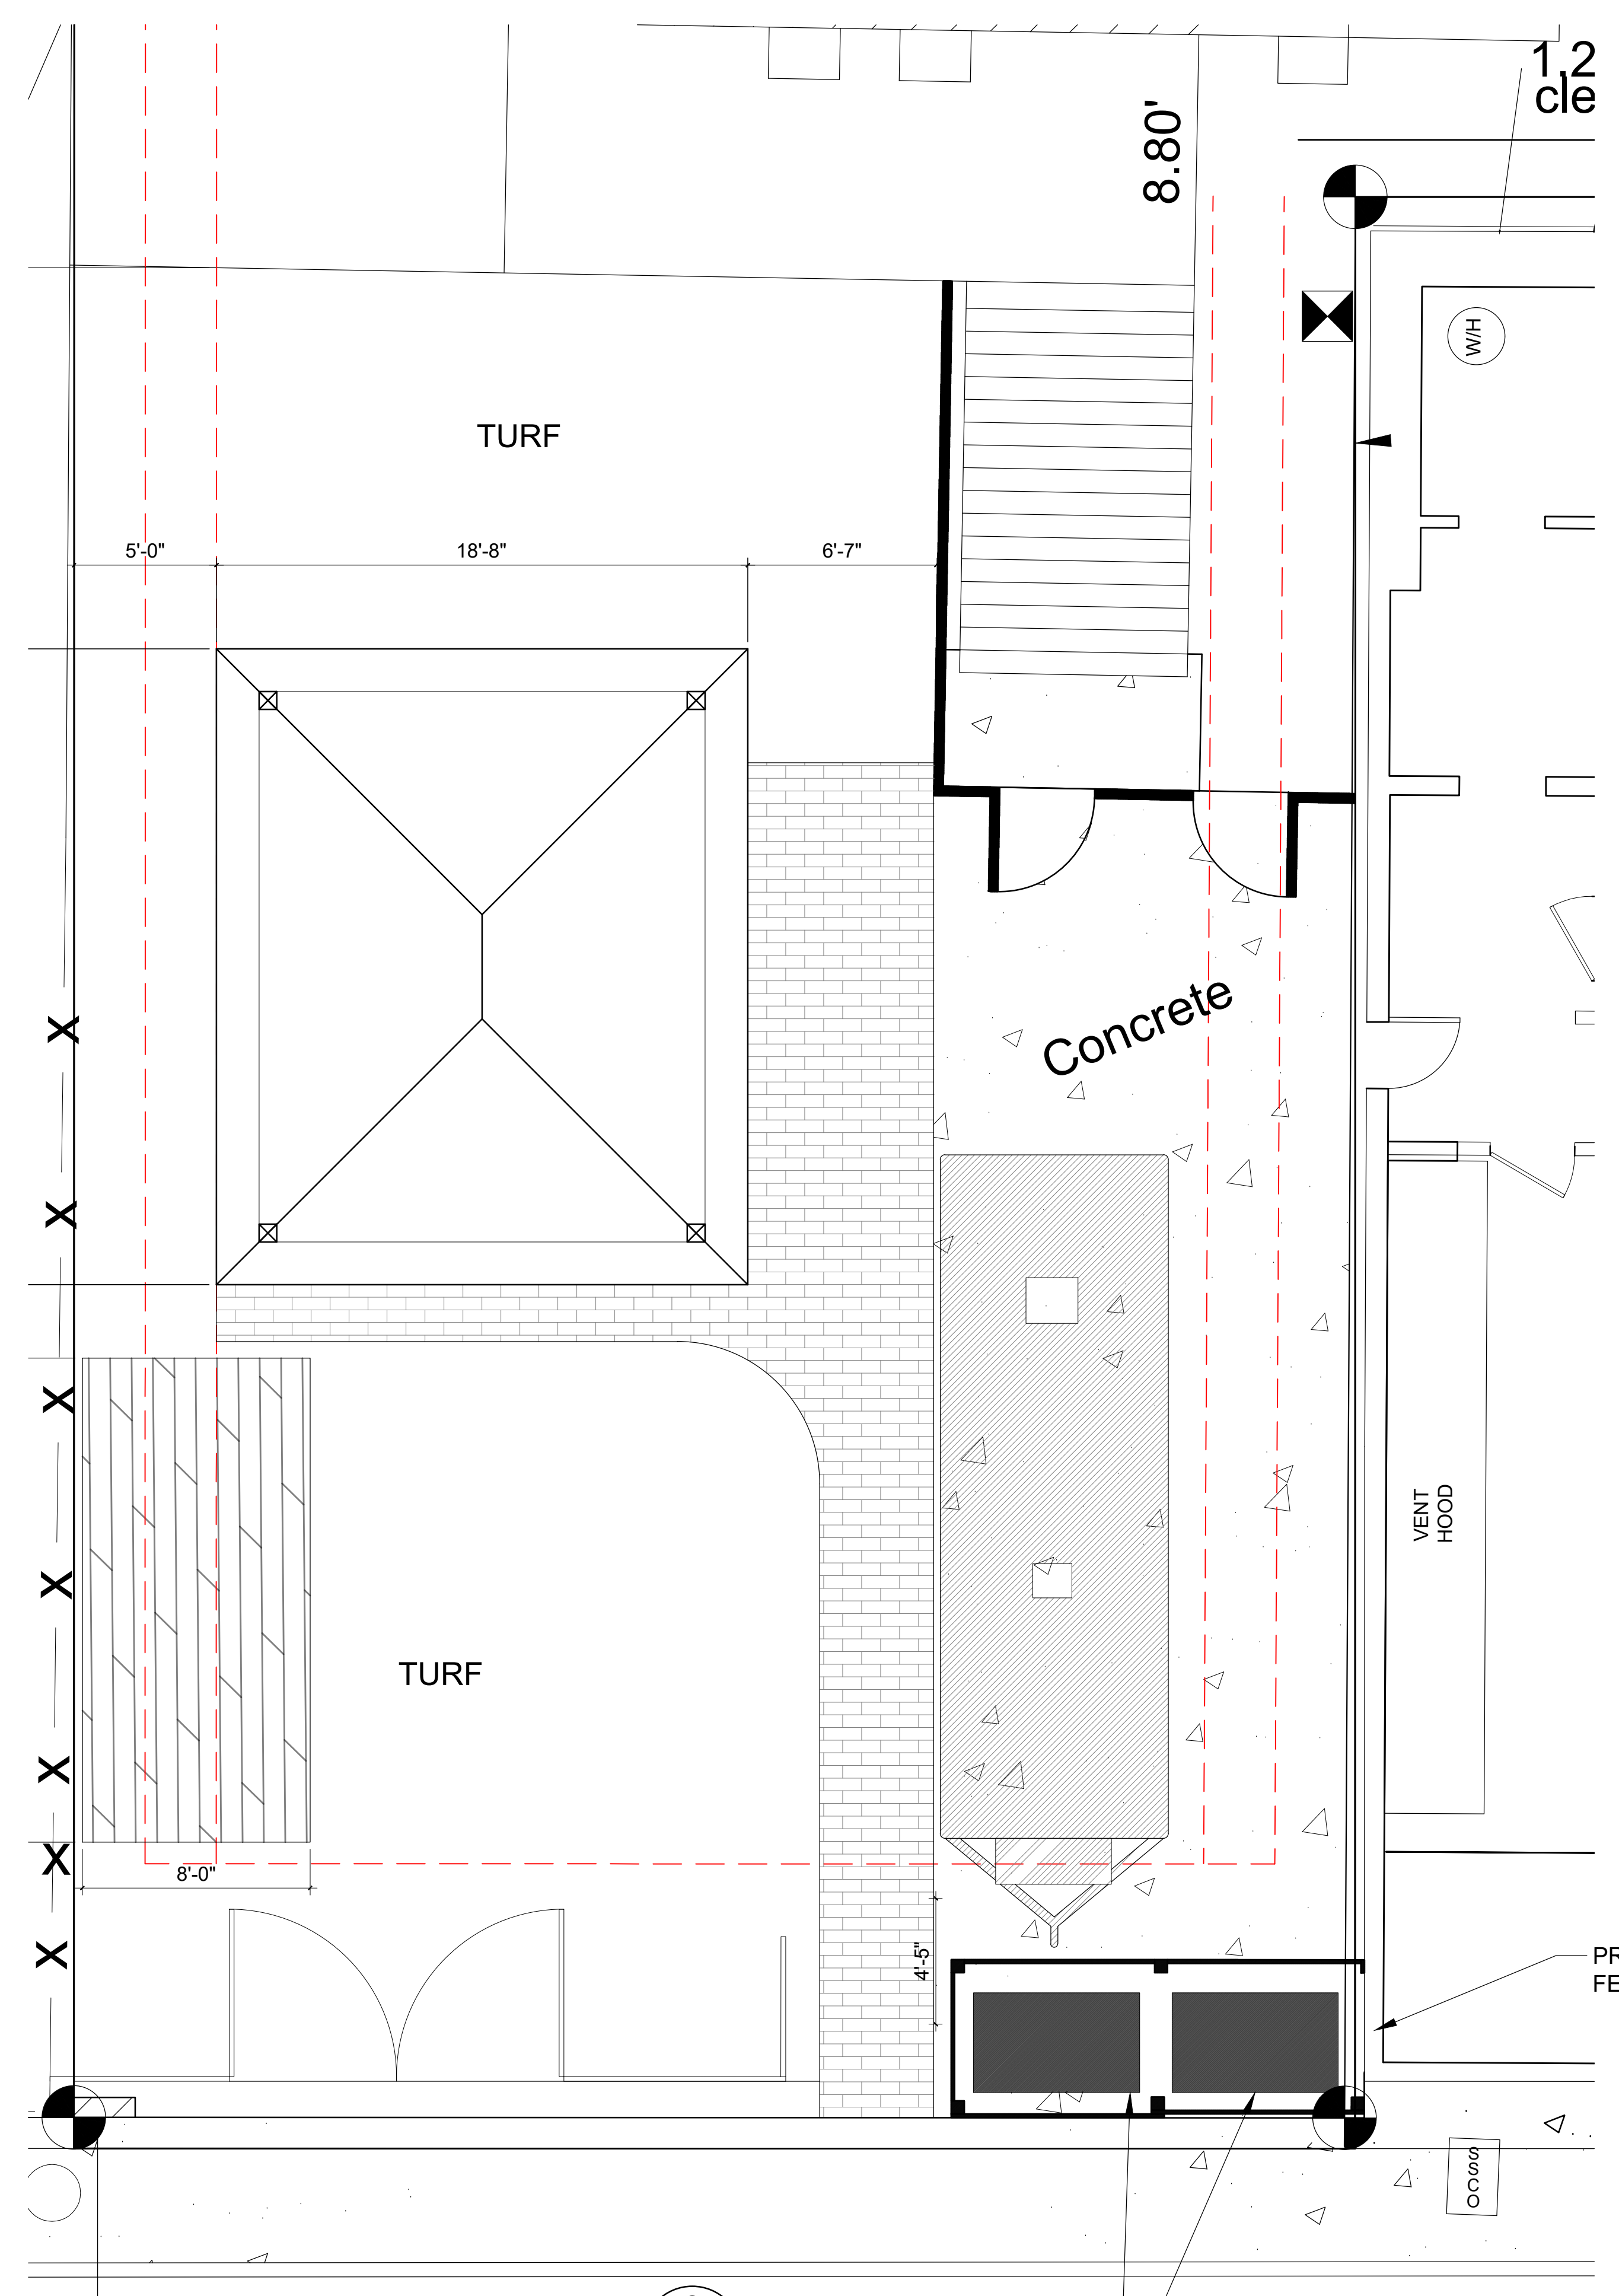 1.2
cle
8.80'
W/H
TURF
5'-0"
18'-8"
6'-7"
X
Concrete
X
X
VENT
HOOD
X
TURF
X
X
8'-0"
X
4'-5"
PR
FE
SSCO